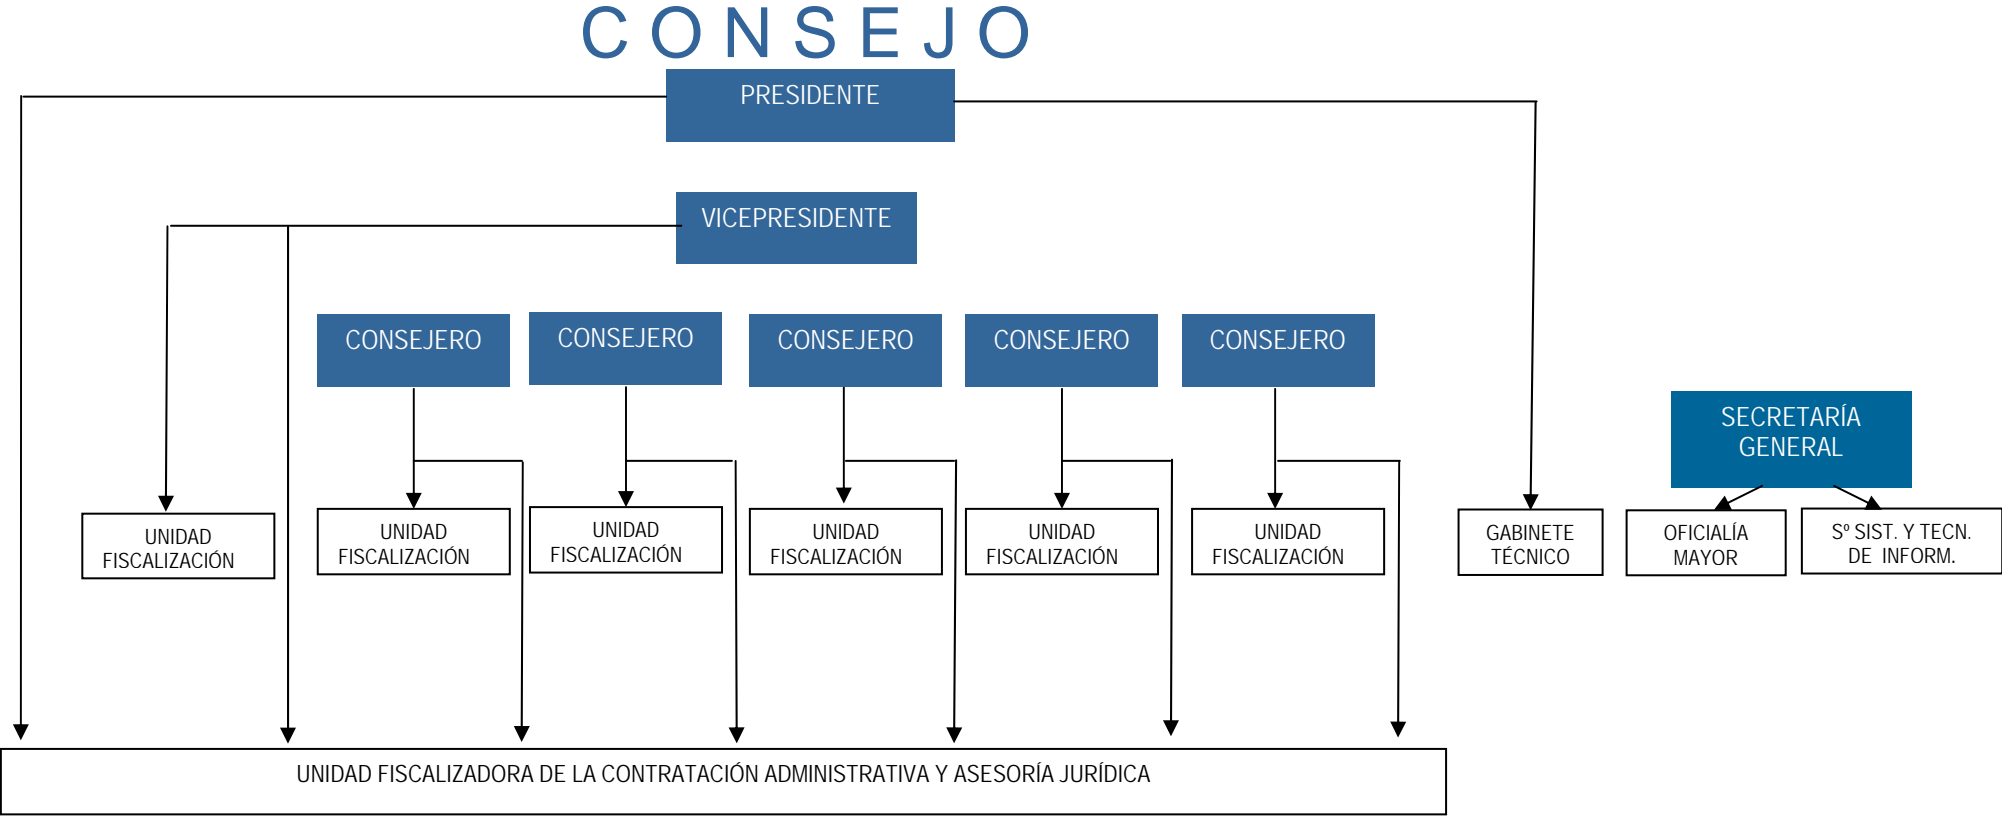 C O N S E J O
PRESIDENTE
VICEPRESIDENTE
CONSEJERO
CONSEJERO
CONSEJERO
CONSEJERO
CONSEJERO
SECRETARÍA
GENERAL
UNIDAD
FISCALIZACIÓN
UNIDAD
FISCALIZACIÓN
UNIDAD
FISCALIZACIÓN
UNIDAD
FISCALIZACIÓN
UNIDAD
FISCALIZACIÓN
UNIDAD
FISCALIZACIÓN
GABINETE
TÉCNICO
OFICIALÍA
MAYOR
Sº SIST. Y TECN.
DE INFORM.
UNIDAD FISCALIZADORA DE LA CONTRATACIÓN ADMINISTRATIVA Y ASESORÍA JURÍDICA